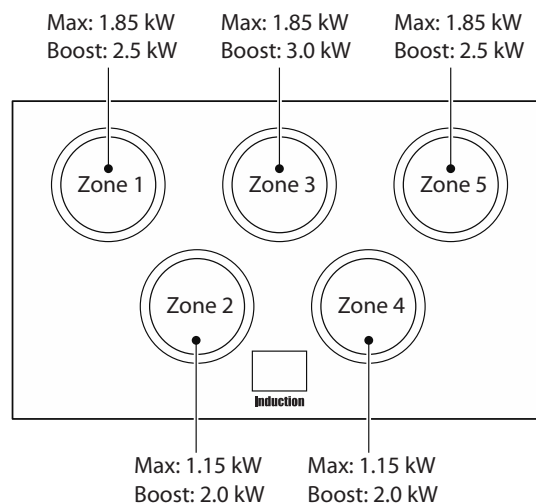 Max: 1.85 kW
Boost: 2.5 kW
Max: 1.85 kW
Boost: 3.0 kW
Max: 1.85 kW
Boost: 2.5 kW
Zone 1
Zone 3
Zone 5
Zone 2
Zone 4
Induction
Max: 1.15 kW
Boost: 2.0 kW
Max: 1.15 kW
Boost: 2.0 kW